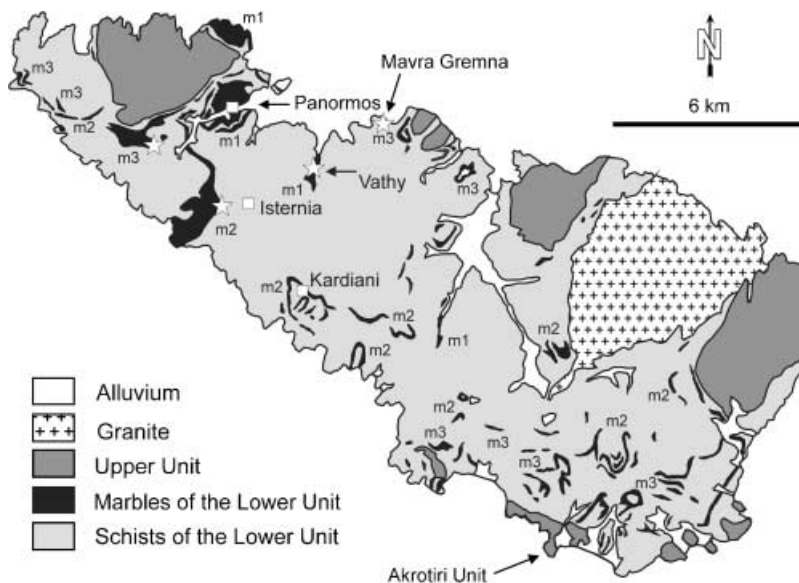 m1
N
6 km
Mavra Gremna
m3
m3
m2
Panormos
m3
m1
m3
m3
m1
Vathy
Isternia
m2
m2
Kardiani
m2
m2
m1
m2
m2
m2
m2
m3
m3
m3
m3
Alluvium
Granite
Upper Unit
Marbles of the Lower Unit
Schists of the Lower Unit
Akrotiri Unit